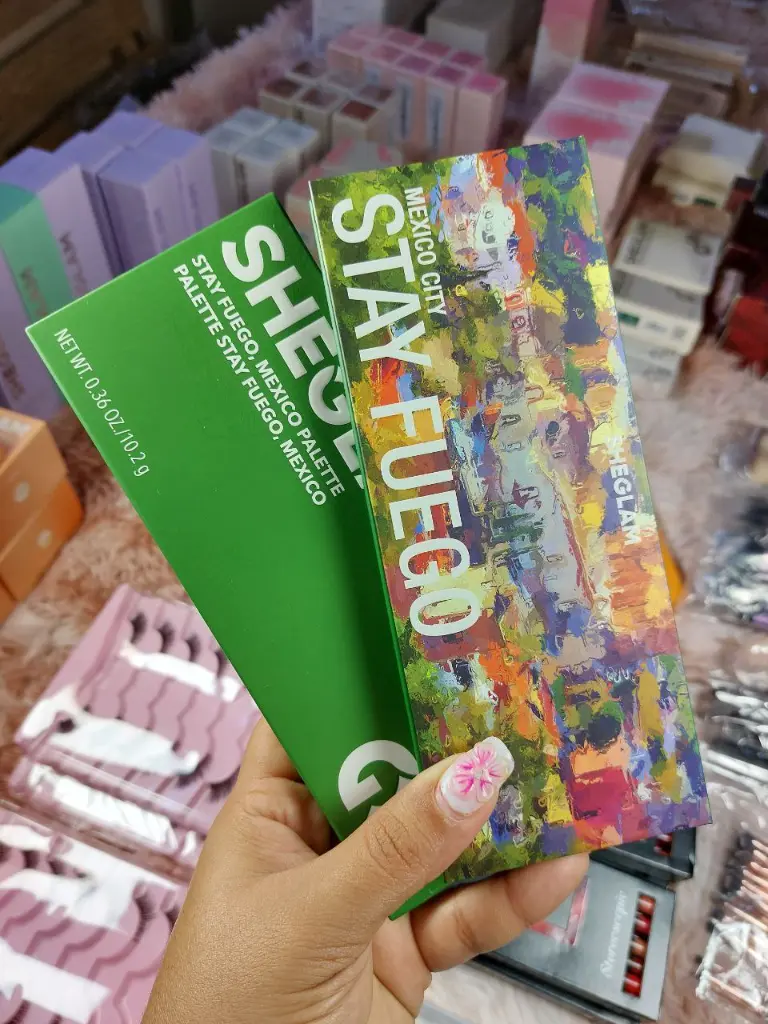 SHEGLA
STAY FUEGO, MEXICO PALETTE
PALETTE STAY FUEGO, MEXICO
NET WT. 0.36 OZ/10.2 g
G
MEXICO CITY
STAY FUEGO
SHEGLAM